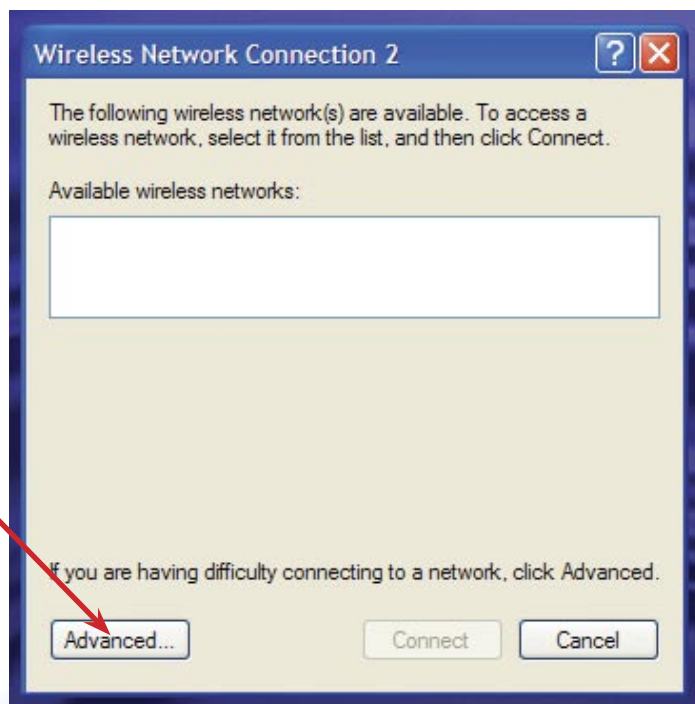 Wireless Network Connection 2
The following wireless network(s) are available. To access a
wireless network, select it from the list, and then click Connect.
Available wireless networks:
If you are having difficulty connecting to a network, click Advanced.
Advanced... Connect Cancel